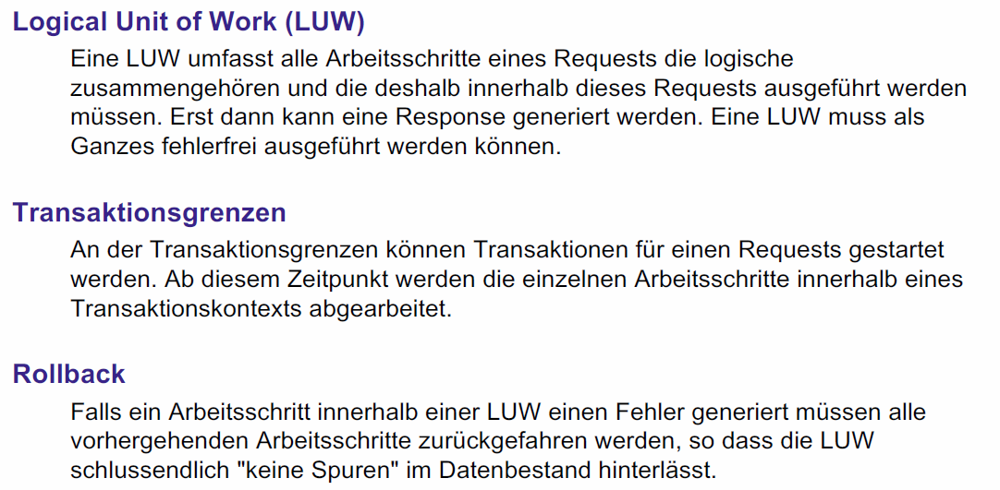 Logical Unit of Work (LUW)
Eine LUW umfasst alle Arbeitsschritte eines Requests die logische
zusammengehören und die deshalb innerhalb dieses Requests ausgeführt werden
müssen. Erst dann kann eine Response generiert werden. Eine LUW muss als
Ganzes fehlerfrei ausgeführt werden können.
Transaktionsgrenzen
An der Transaktionsgrenzen können Transaktionen für einen Requests gestartet
werden. Ab diesem Zeitpunkt werden die einzelnen Arbeitsschritte innerhalb eines
Transaktionskontexts abgearbeitet.
Rollback
Falls ein Arbeitsschritt innerhalb einer LUW einen Fehler generiert müssen alle
vorhergehenden Arbeitsschritte zurückgefahren werden, so dass die LUW
schlussendlich "keine Spuren" im Datenbestand hinterlässt.